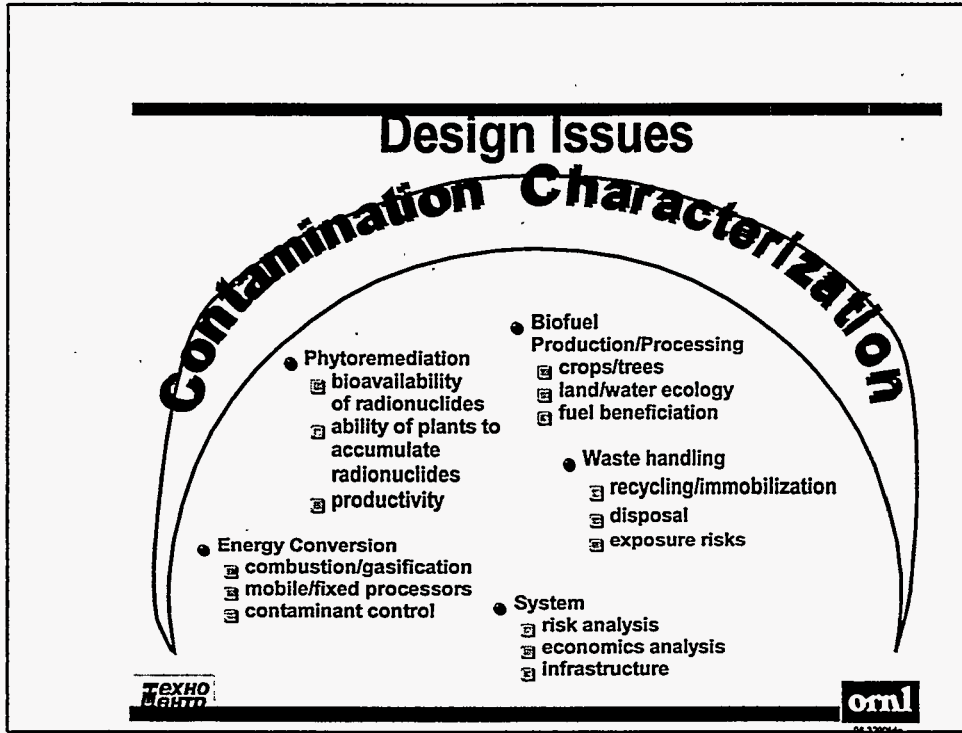 Design Issues
Contamination Characterization
Phytoremediation
bioavailability
of radionuclides
ability of plants to
accumulate
radionuclides
productivity
Energy Conversion
combustion/gasification
mobile/fixed processors
contaminant control
Biofuel
Production/Processing
crops/trees
land/water ecology
fuel beneficiation
Waste handling
recycling/immobilization
disposal
exposure risks
System
risk analysis
economics analysis
infrastructure
ornl